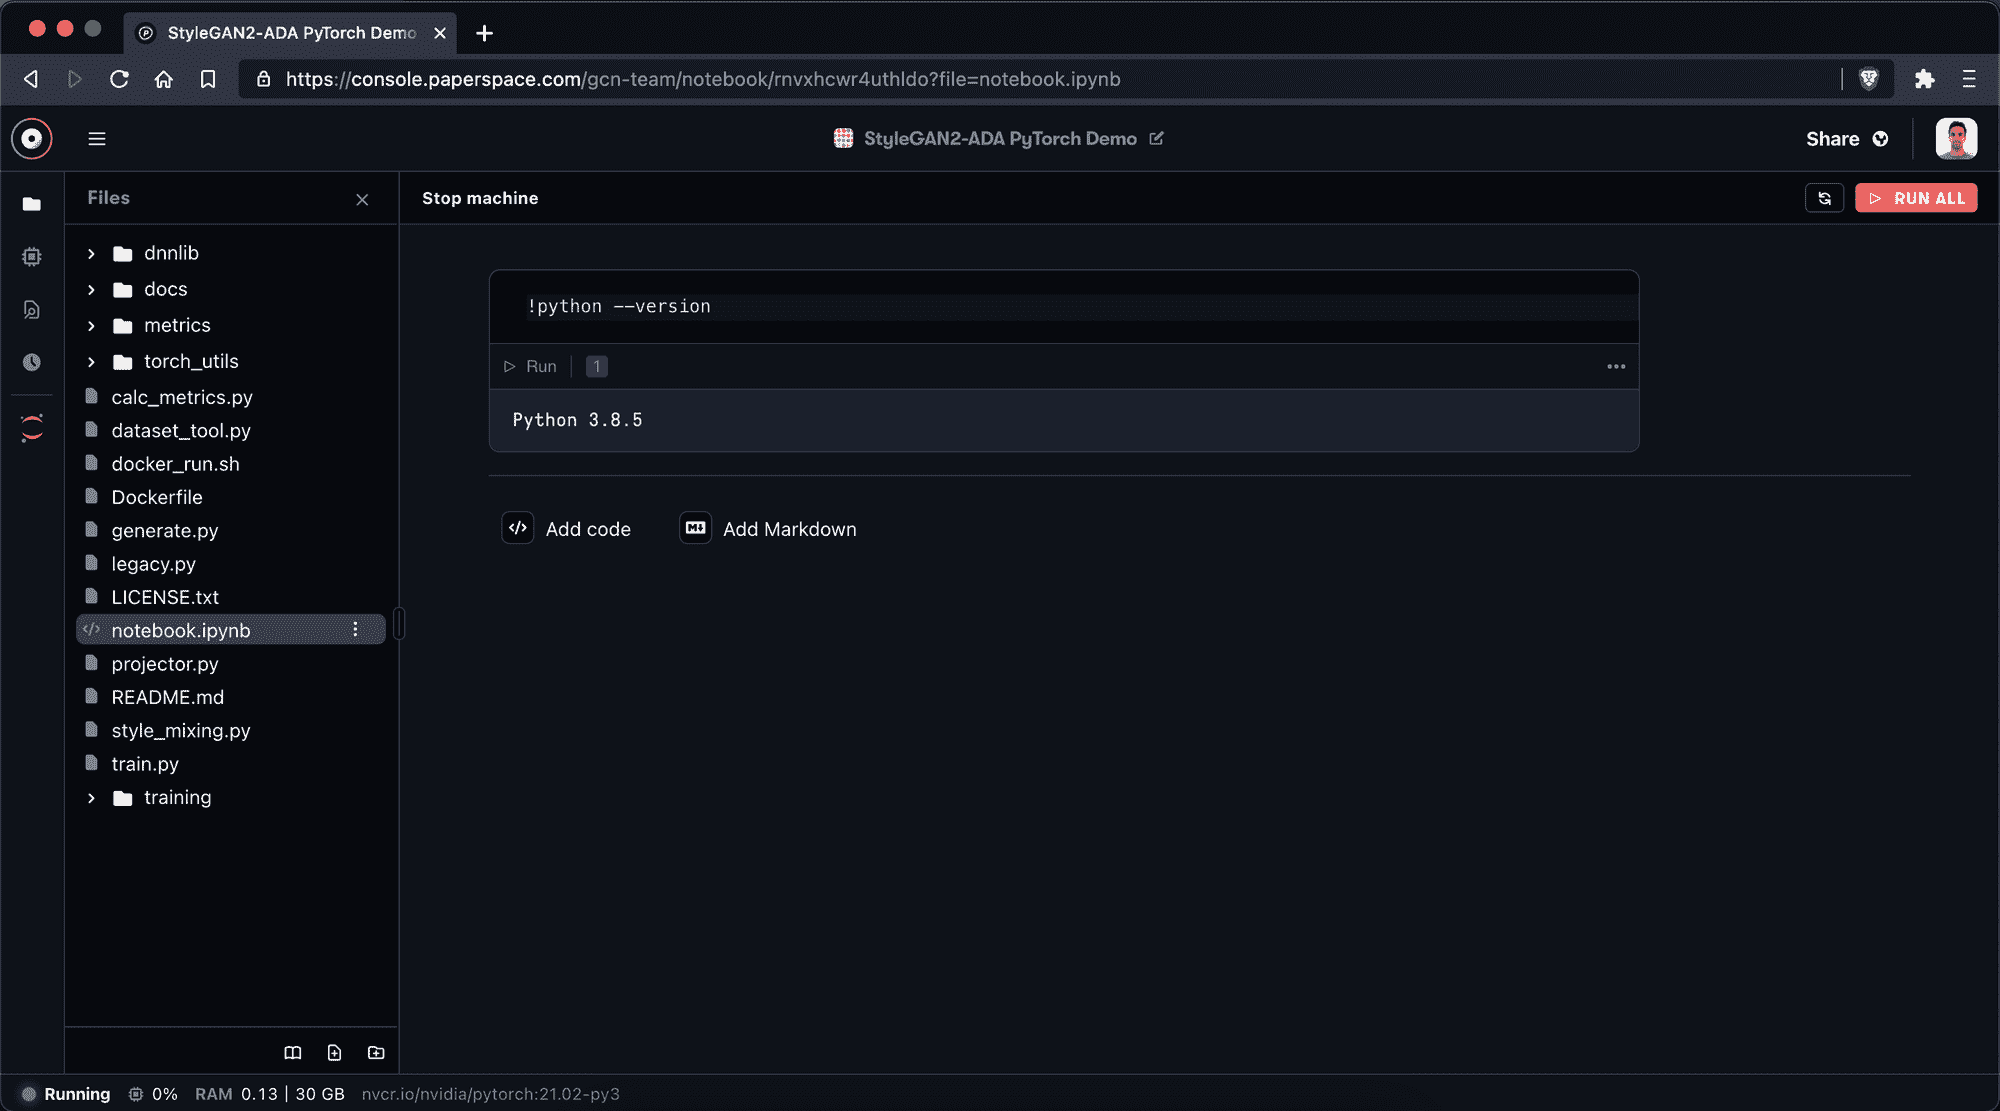 StyleGAN2-ADA PyTorch Demo
https://console.paperspace.com/gcn-team/notebook/rnvxhcwr4uthldo?file=notebook.ipynb
StyleGAN2-ADA PyTorch Demo
Share
Files
Stop machine
RUN ALL
dnnlib
docs
metrics
torch_utils
calc_metrics.py
dataset_tool.py
docker_run.sh
Dockerfile
generate.py
legacy.py
LICENSE.txt
notebook.ipynb
projector.py
README.md
style_mixing.py
train.py
training
!python --version
Run 1
Python 3.8.5
Add code
Add Markdown
Running 0% RAM 0.13 | 30 GB nvcr.io/nvidia/pytorch:21.02-py3